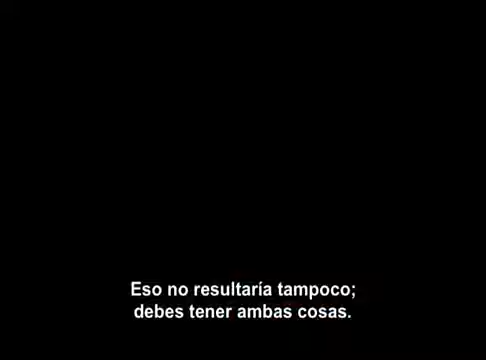 Eso no resultaría tampoco;
debes tener ambas cosas.